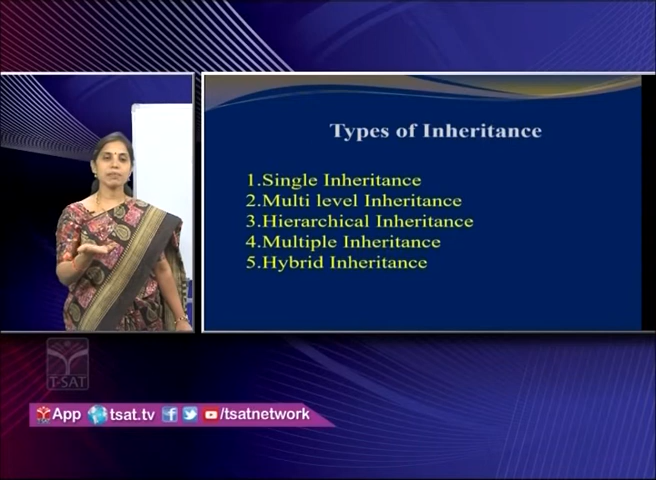 Types of Inheritance
1.Single Inheritance
2.Multi level Inheritance
3.Hierarchical Inheritance
4.Multiple Inheritance
5.Hybrid Inheritance
T-SAT
App tsat.tv /tsatnetwork